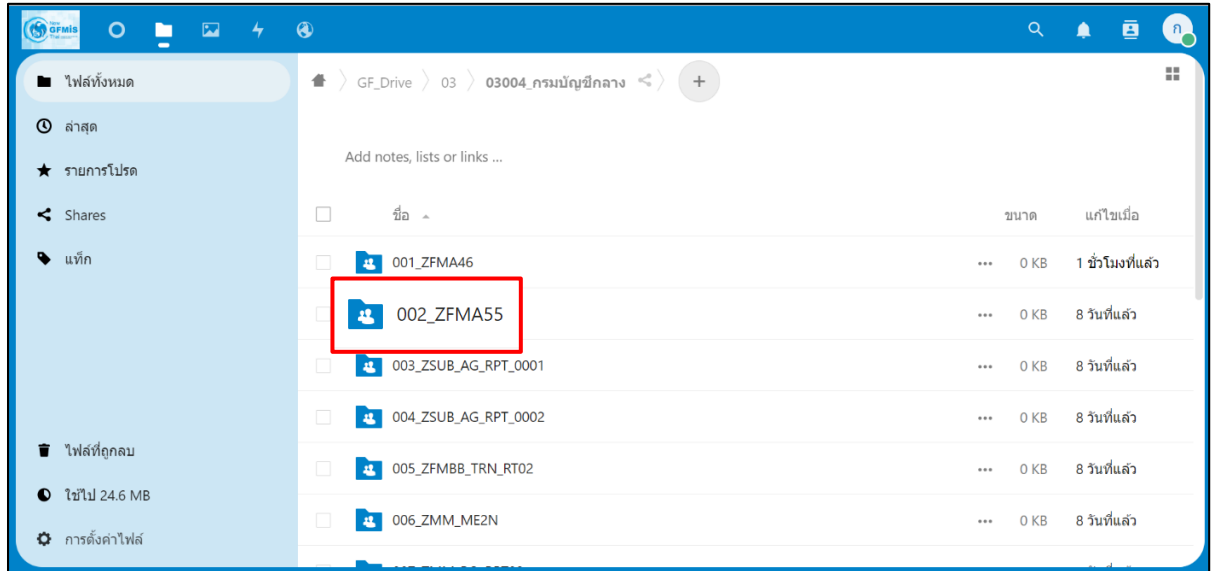 New
GFMIS
Thai
ก
ไฟล์ทั้งหมด
GF_Drive 03 03004_กรมบัญชีกลาง +
ล่าสุด
Add notes, lists or links ...
รายการโปรด
Shares
ชื่อ ขนาด แก้ไขเมื่อ
แท็ก
001_ZFMA46 ... 0 KB 1 ชั่วโมงที่แล้ว
002_ZFMA55 ... 0 KB 8 วันที่แล้ว
003_ZSUB_AG_RPT_0001 ... 0 KB 8 วันที่แล้ว
004_ZSUB_AG_RPT_0002 ... 0 KB 8 วันที่แล้ว
ไฟล์ที่ถูกลบ
005_ZFMBB_TRN_RT02 ... 0 KB 8 วันที่แล้ว
ใช้ไป 24.6 MB
006_ZMM_ME2N ... 0 KB 8 วันที่แล้ว
การตั้งค่าไฟล์